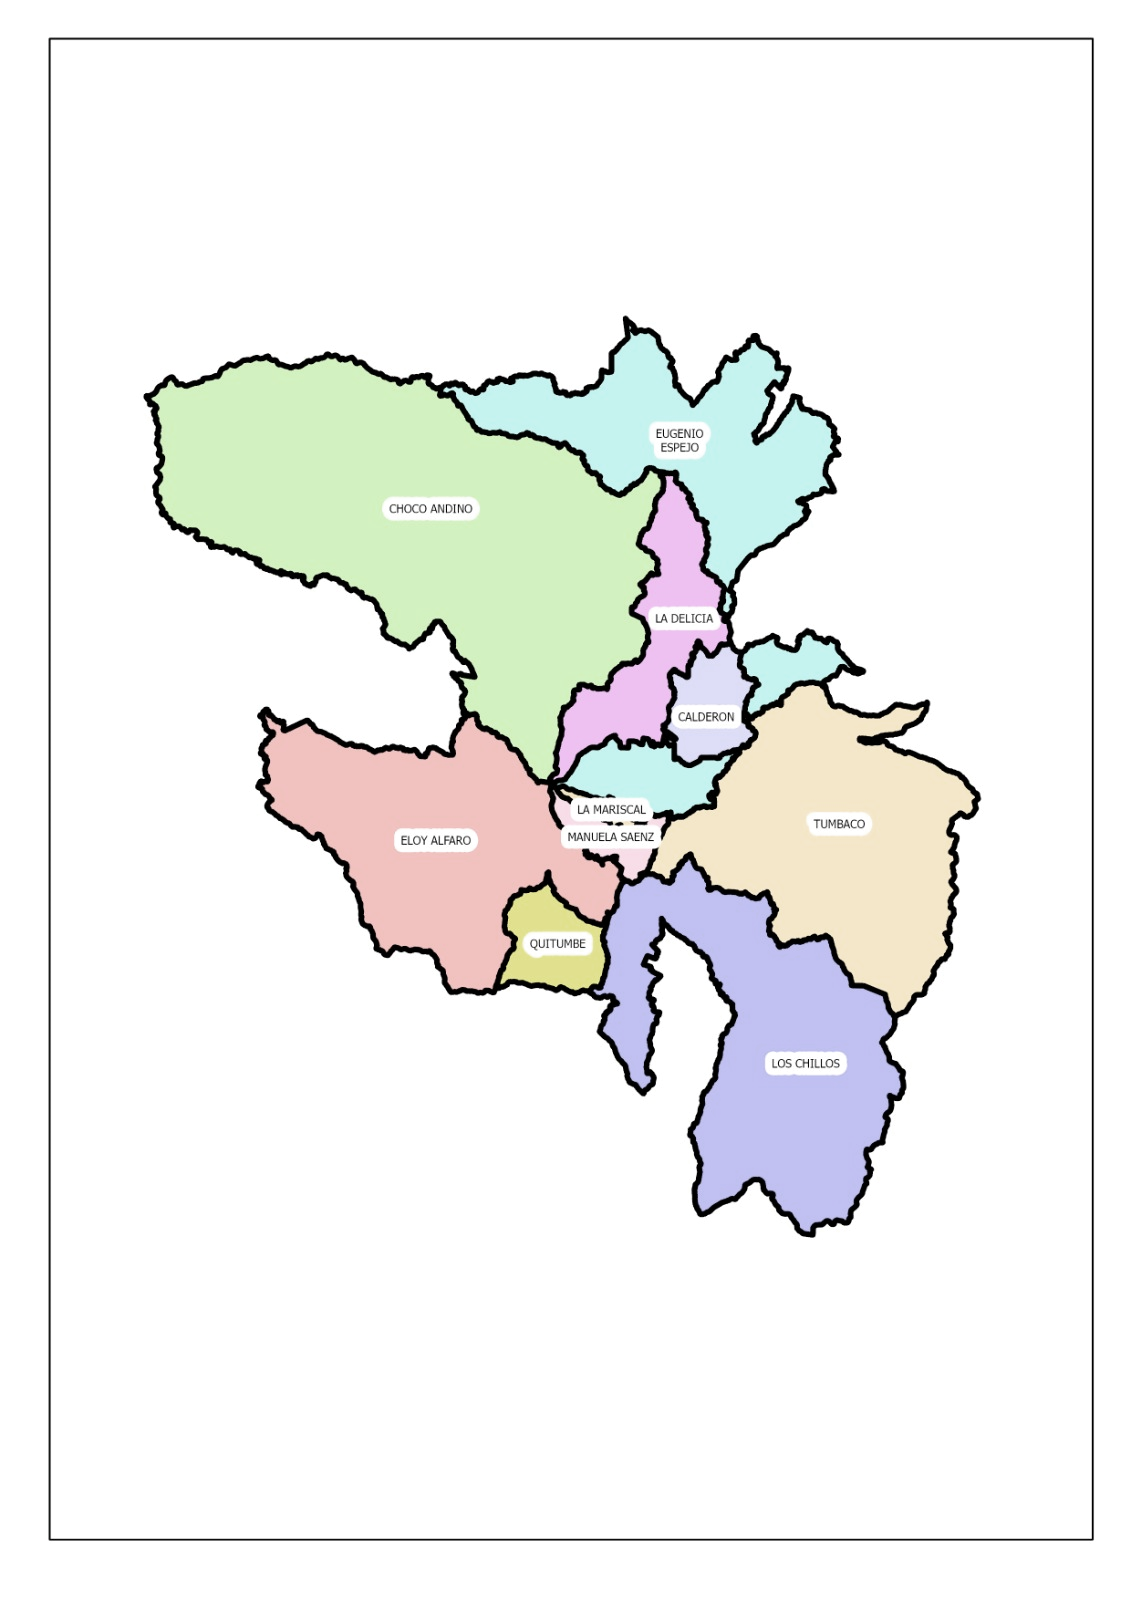 EUGENIO
ESPEJO
CHOCO ANDINO
LA DELICIA
CALDERON
LA MARISCAL
TUMBACO
MANUELA SAENZ
ELOY ALFARO
QUITUMBE
LOS CHILLOS